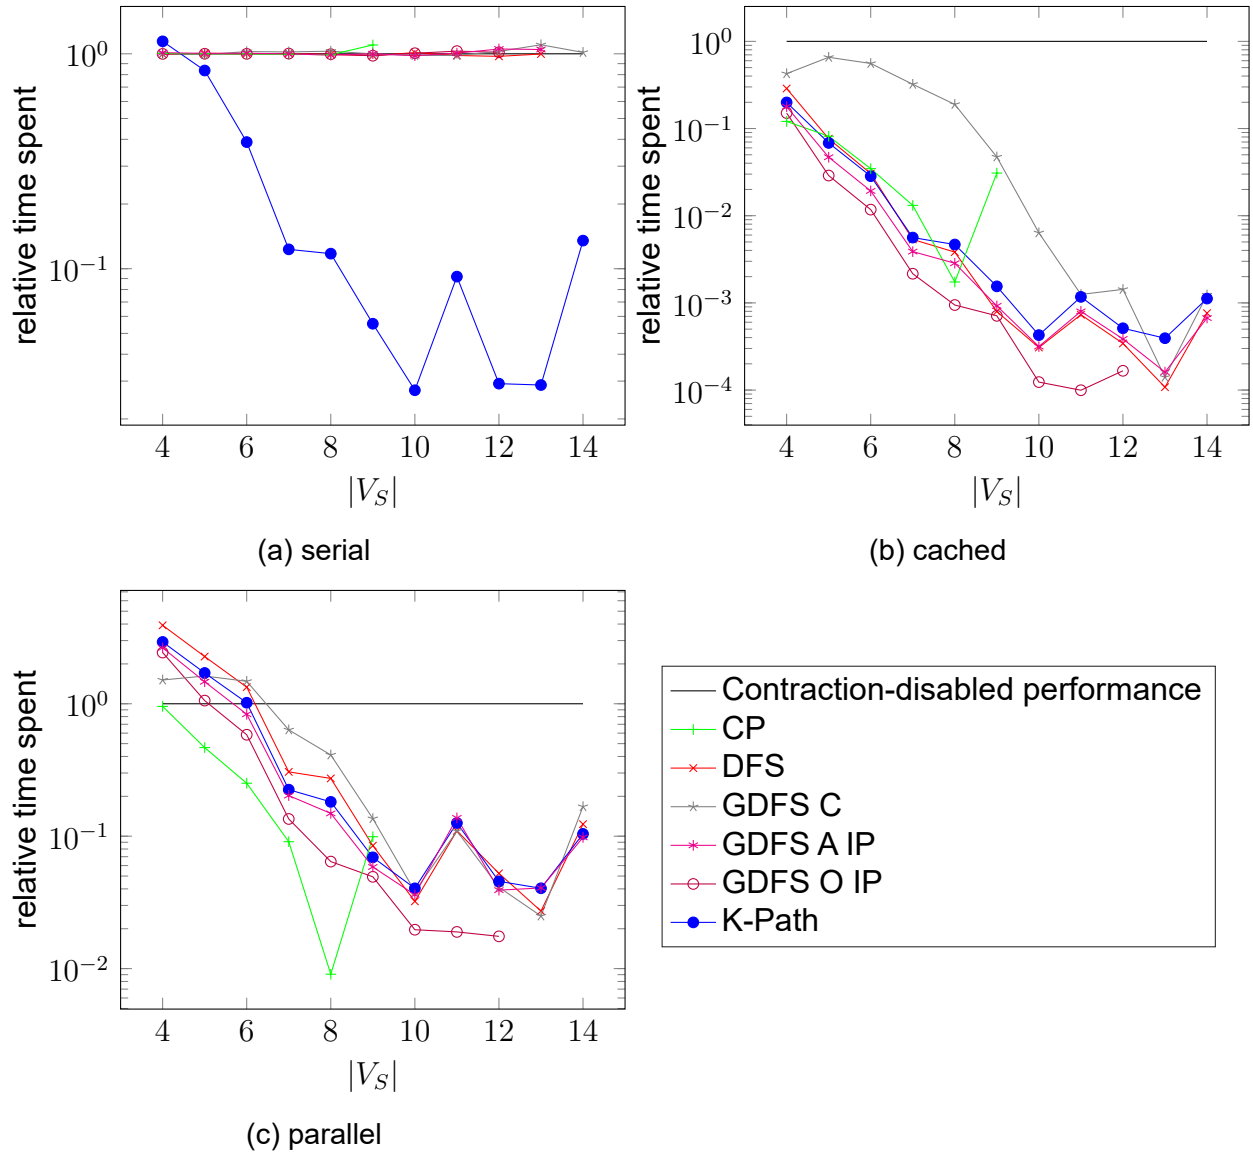 relative time spent
10^0
10^-1
4 6 8 10 12 14
|V_S|
(a) serial
relative time spent
10^0
10^-1
10^-2
10^-3
10^-4
4 6 8 10 12 14
|V_S|
(b) cached
relative time spent
10^0
10^-1
10^-2
4 6 8 10 12 14
|V_S|
(c) parallel
Contraction-disabled performance
CP
DFS
GDFS C
GDFS A IP
GDFS O IP
K-Path